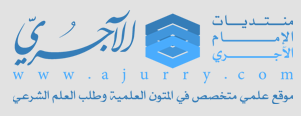 منتديات
الإمام
الآجري
الآجري
www.ajurry.com
موقع علمي متخصص في المتون العلمية وطلب العلم الشرعي